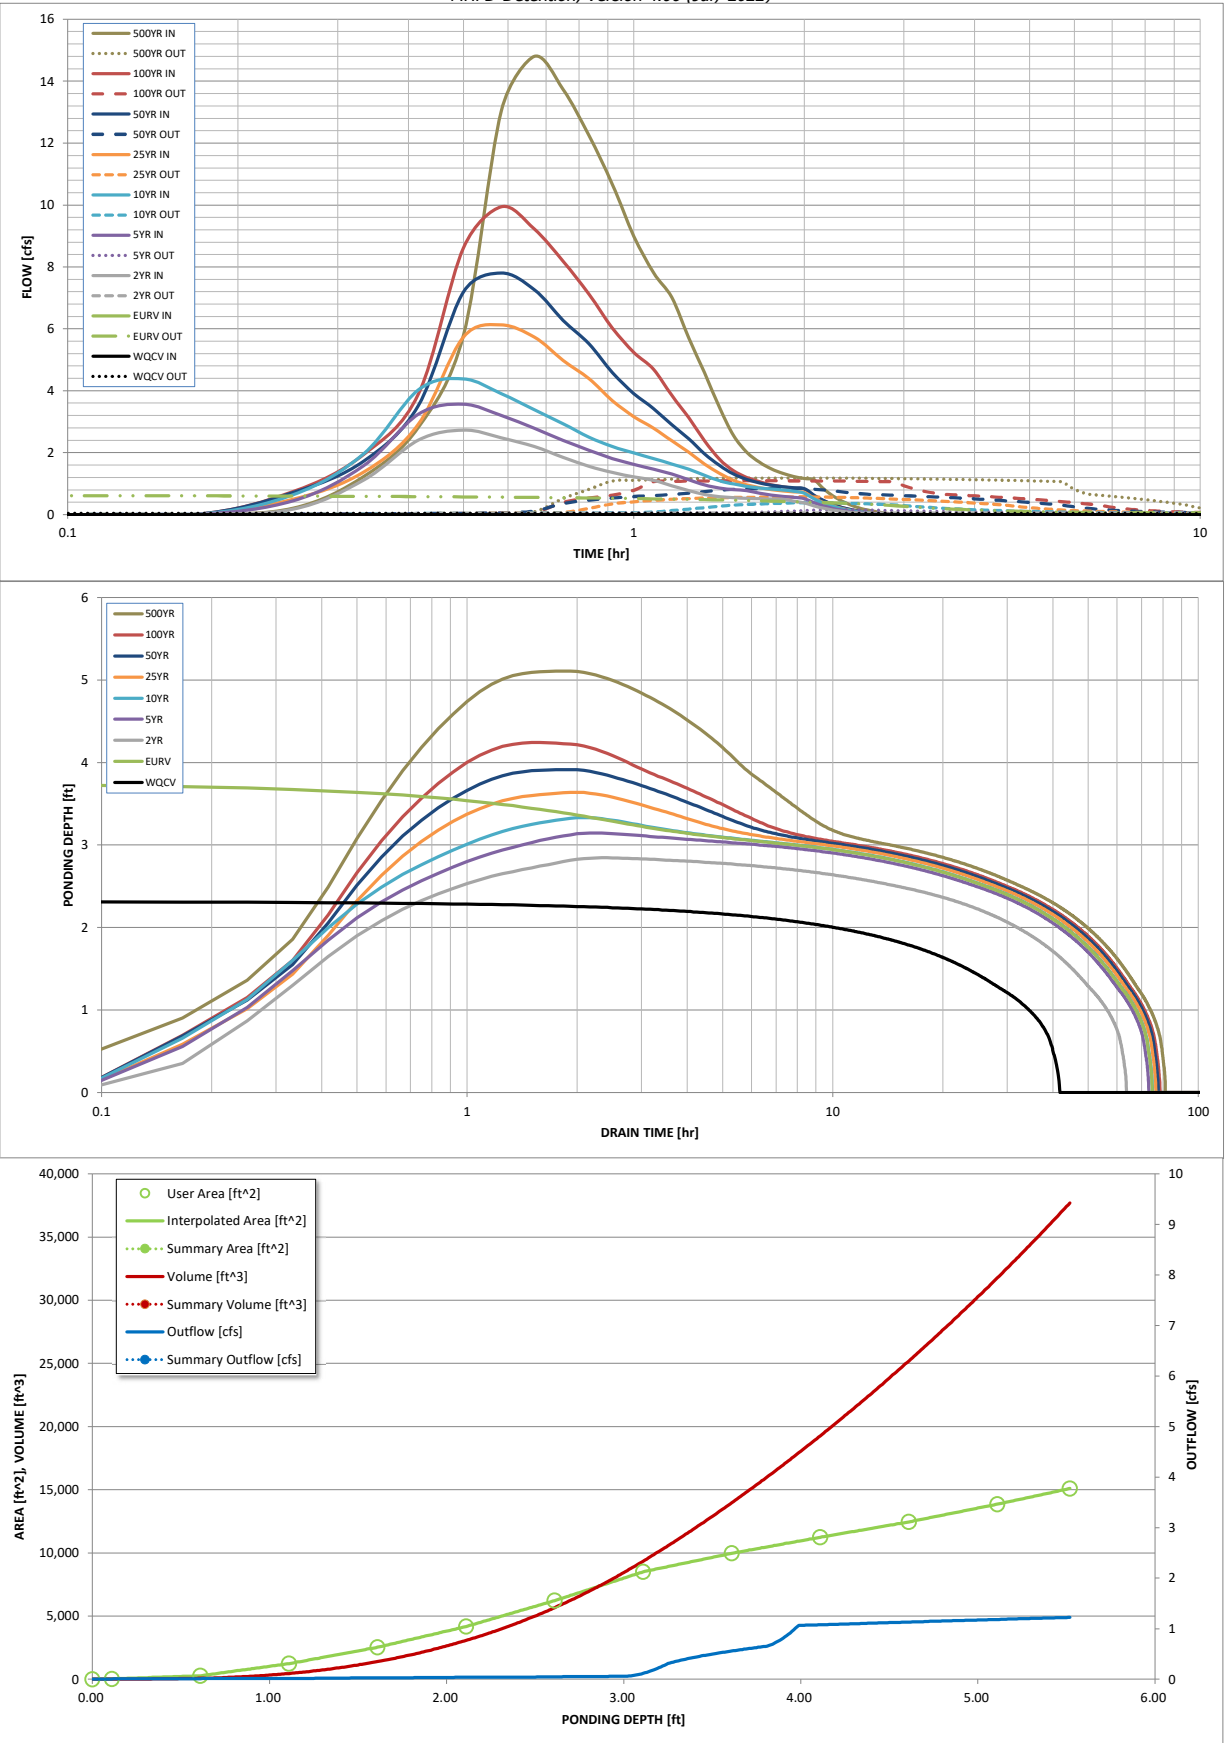 MHFD-Detention, Version 4.06 (July 2022)
16
14
12
10
8
6
4
2
0
FLOW [cfs]
500YR IN
500YR OUT
100YR IN
100YR OUT
50YR IN
50YR OUT
25YR IN
25YR OUT
10YR IN
10YR OUT
5YR IN
5YR OUT
2YR IN
2YR OUT
EURV IN
EURV OUT
WQCV IN
WQCV OUT
0.1
1
10
TIME [hr]
6
5
4
3
2
1
0
PONDING DEPTH [ft]
500YR
100YR
50YR
25YR
10YR
5YR
2YR
EURV
WQCV
0.1
1
10
100
DRAIN TIME [hr]
40,000
35,000
30,000
25,000
20,000
15,000
10,000
5,000
0
AREA [ft^2], VOLUME [ft^3]
User Area [ft^2]
Interpolated Area [ft^2]
Summary Area [ft^2]
Volume [ft^3]
Summary Volume [ft^3]
Outflow [cfs]
Summary Outflow [cfs]
10
9
8
7
6
5
4
3
2
1
0
OUTFLOW [cfs]
0.00
1.00
2.00
3.00
4.00
5.00
6.00
PONDING DEPTH [ft]